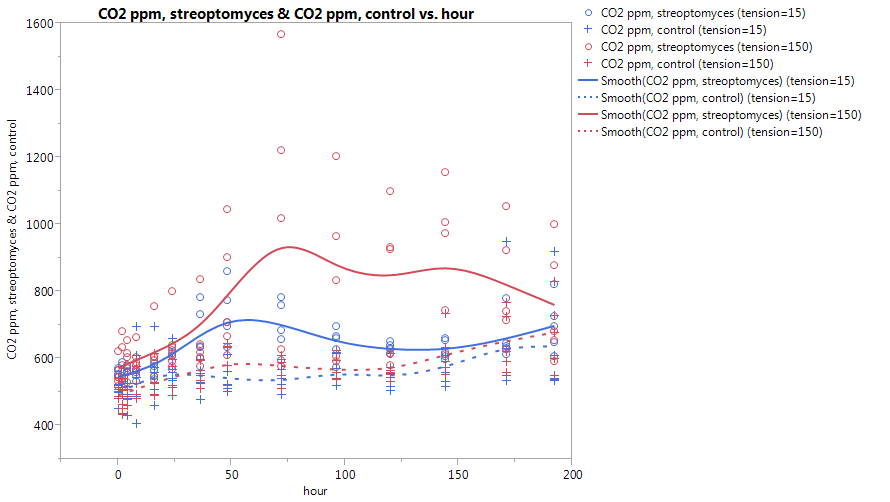 CO2 ppm, streoptomyces & CO2 ppm, control vs. hour
CO2 ppm, streoptomyces & CO2 ppm, control
1600
1400
1200
1000
800
600
400
0
50
100
150
200
hour
CO2 ppm, streoptomyces (tension=15)
CO2 ppm, control (tension=15)
CO2 ppm, streoptomyces (tension=150)
CO2 ppm, control (tension=150)
Smooth(CO2 ppm, streoptomyces) (tension=15)
Smooth(CO2 ppm, control) (tension=15)
Smooth(CO2 ppm, streoptomyces) (tension=150)
Smooth(CO2 ppm, control) (tension=150)